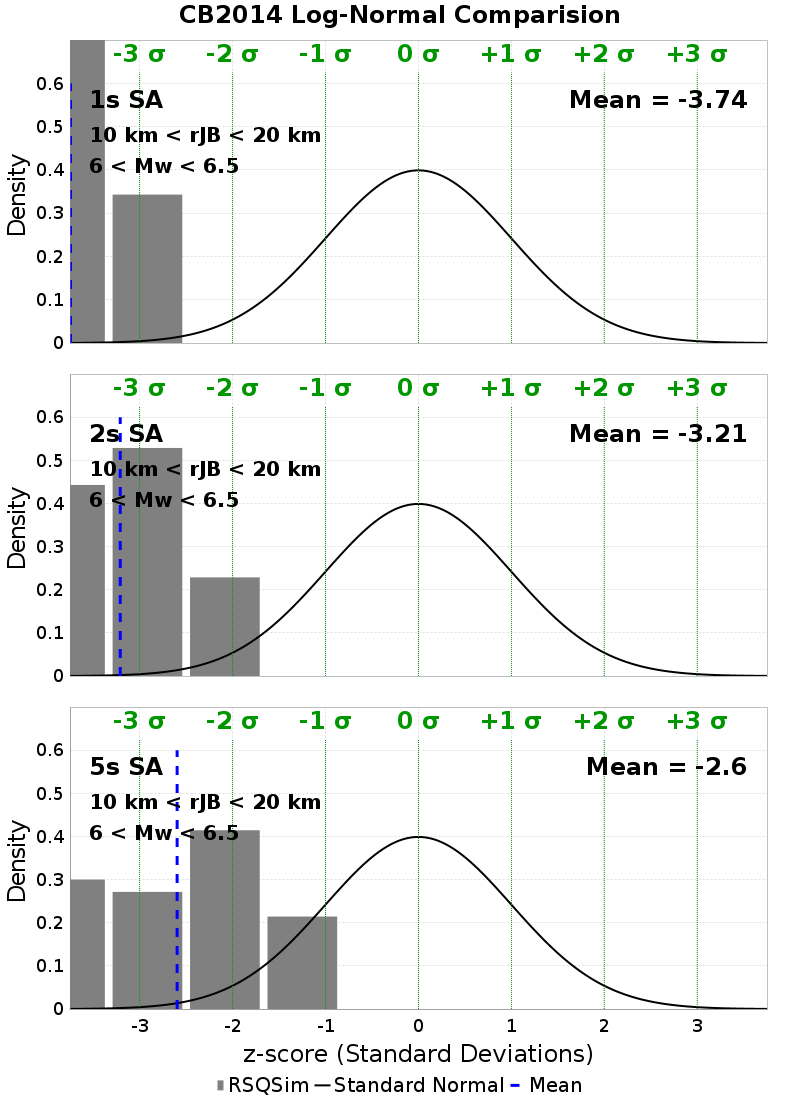 CB2014 Log-Normal Comparision
-3 σ -2 σ -1 σ 0 σ +1 σ +2 σ +3 σ
0.6
1s SA Mean = -3.74
0.5
10 km < rJB < 20 km
6 < Mw < 6.5
0.4
0.3
0.2
0.1
0
Density
-3 σ -2 σ -1 σ 0 σ +1 σ +2 σ +3 σ
0.6
2s SA Mean = -3.21
0.5
10 km < rJB < 20 km
6 < Mw < 6.5
0.4
0.3
0.2
0.1
0
Density
-3 σ -2 σ -1 σ 0 σ +1 σ +2 σ +3 σ
0.6
5s SA Mean = -2.6
0.5
10 km < rJB < 20 km
6 < Mw < 6.5
0.4
0.3
0.2
0.1
0
Density
-3 -2 -1 0 1 2 3
z-score (Standard Deviations)
RSQSim Standard Normal Mean